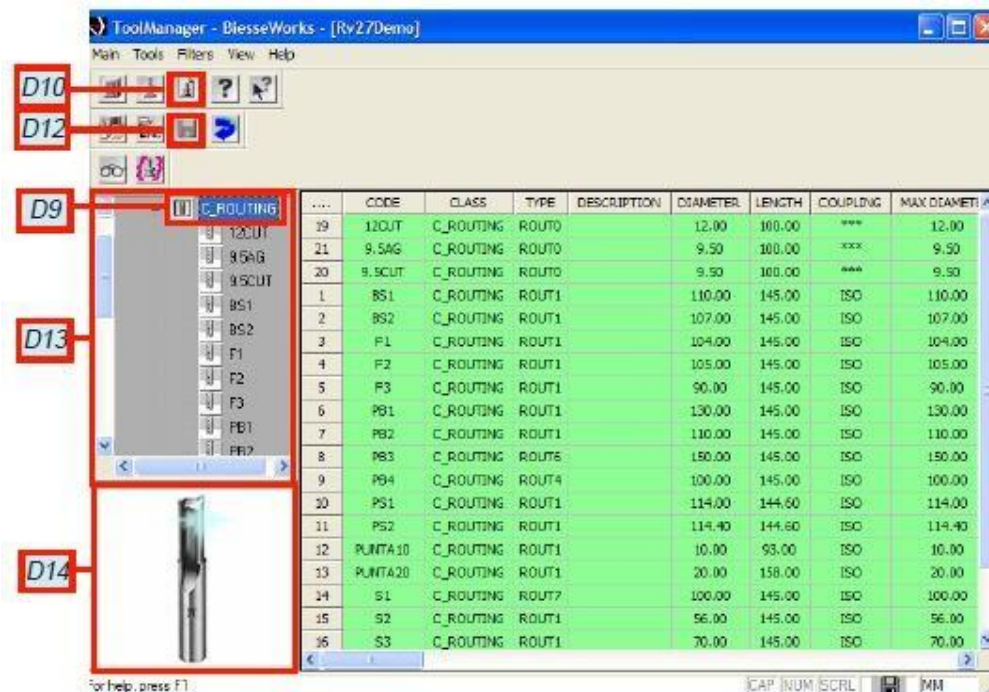 ToolManager - BiesseWorks - [Rv27Demo]
Main Tools Filters View Help
D10
D12
D9
D13
D14
C_ROUTING
12CUT
9.5AG
9.5CUT
BS1
BS2
F1
F2
F3
PB1
PB2
.... CODE CLASS TYPE DESCRIPTION DIAMETER LENGTH COUPLING MAX DIAMETE
19 12CUT C_ROUTING ROUT0 12.00 100.00 *** 12.00
21 9.5AG C_ROUTING ROUT0 9.50 100.00 *** 9.50
20 9.5CUT C_ROUTING ROUT0 9.50 100.00 *** 9.50
1 BS1 C_ROUTING ROUT1 110.00 145.00 ISO 110.00
2 BS2 C_ROUTING ROUT1 107.00 145.00 ISO 107.00
3 F1 C_ROUTING ROUT1 104.00 145.00 ISO 104.00
4 F2 C_ROUTING ROUT1 105.00 145.00 ISO 105.00
5 F3 C_ROUTING ROUT1 90.00 145.00 ISO 90.00
6 PB1 C_ROUTING ROUT1 130.00 145.00 ISO 130.00
7 PB2 C_ROUTING ROUT1 110.00 145.00 ISO 110.00
8 PB3 C_ROUTING ROUT6 150.00 145.00 ISO 150.00
9 PB4 C_ROUTING ROUT4 100.00 145.00 ISO 100.00
10 PS1 C_ROUTING ROUT1 114.00 144.60 ISO 114.00
11 PS2 C_ROUTING ROUT1 114.40 144.60 ISO 114.40
12 PUNTA10 C_ROUTING ROUT1 10.00 93.00 ISO 10.00
13 PUNTA20 C_ROUTING ROUT1 20.00 158.00 ISO 20.00
14 S1 C_ROUTING ROUT7 100.00 145.00 ISO 100.00
15 S2 C_ROUTING ROUT1 56.00 145.00 ISO 56.00
16 S3 C_ROUTING ROUT1 70.00 145.00 ISO 70.00
For help, press F1
CAP NUM SCRL MM